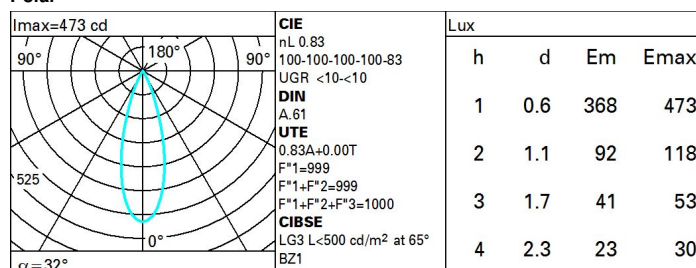 Imax=473 cd
90°
180°
90°
525
0°
α=32°
CIE
nL 0.83
100-100-100-100-83
UGR <10-<10
DIN
A.61
UTE
0.83A+0.00T
F"1=999
F"1+F"2=999
F"1+F"2+F"3=1000
CIBSE
LG3 L<500 cd/m² at 65°
BZ1
Lux
h d Em Emax
1 0.6 368 473
2 1.1 92 118
3 1.7 41 53
4 2.3 23 30